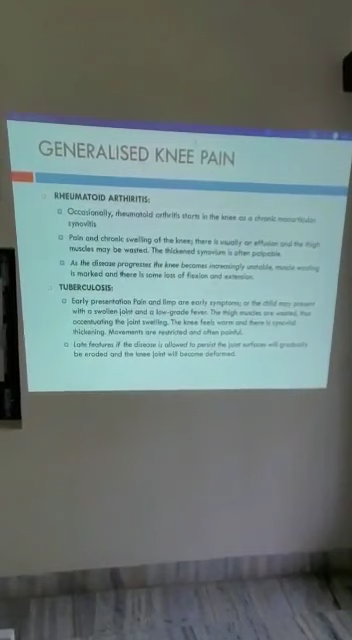 GENERALISED KNEE PAIN
RHEUMATOID ARTHRITIS:
Occasionally, rheumatoid arthritis starts in the knee as a chronic monarticular
synovitis
Pain and chronic swelling of the knee; there is usually an effusion and the thigh
muscles may be wasted. The thickened synovium is often palpable.
As the disease progresses the knee becomes increasingly unstable, muscle wasting
is marked and there is some loss of flexion and extension.
TUBERCULOSIS:
Early presentation Pain and limp are early symptoms; or the child may present
with a swollen joint and a low-grade fever. The thigh muscles are wasted, thus
accentuating the joint swelling. The knee feels warm and there is synovial
thickening. Movements are restricted and often painful.
Late features if the disease is allowed to persist the joint surfaces will gradually
be eroded and the knee joint will become deformed.